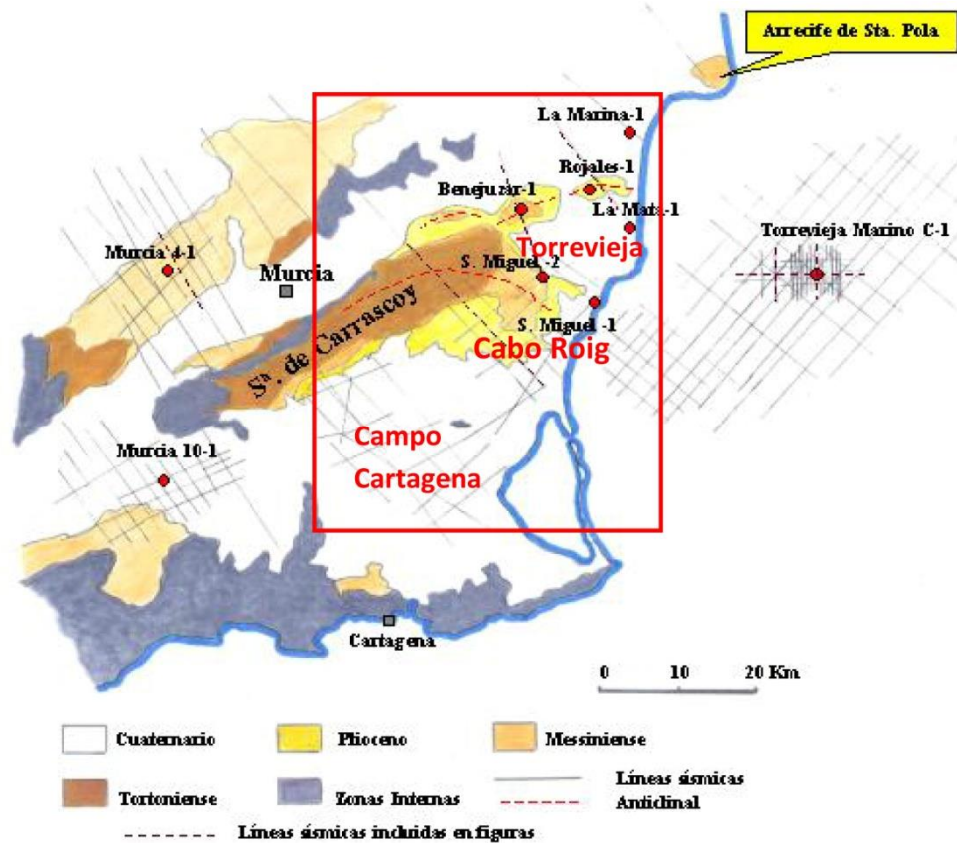 Arrecife de Sta. Pola
La Marina-1
Rojales-1
Benejuzar-1
La Mata-1
Torrevieja
Torrevieja Marino C-1
Murcia 4-1
Murcia
S. Miguel -2
S. Miguel -1
Sª. de Carrascoy
Cabo Roig
Campo
Cartagena
Murcia 10-1
Cartagena
0 10 20 Km
Cuaternario
Plioceno
Messiniense
Tortoniense
Zonas Internas
Líneas sísmicas
Anticlinal
Líneas sísmicas incluidas en figuras